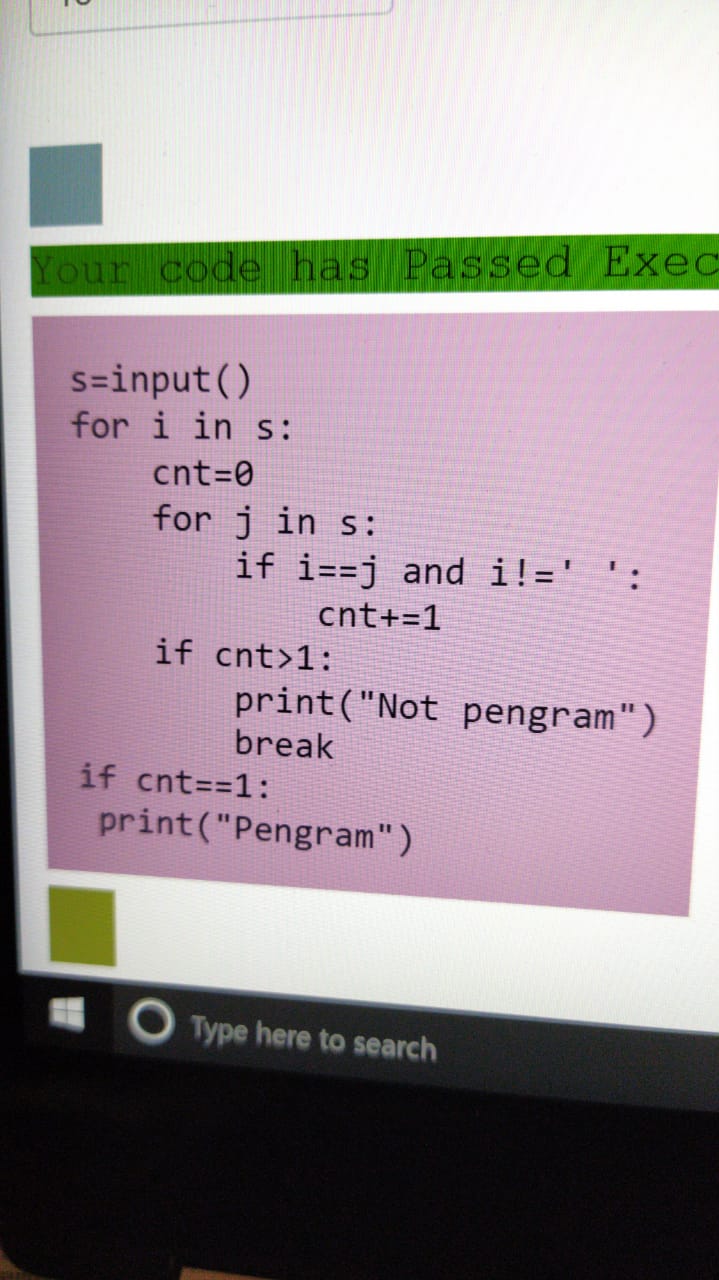 Your code has Passed Exec
s=input()
for i in s:
    cnt=0
    for j in s:
        if i==j and i!=' ':
            cnt+=1
    if cnt>1:
        print("Not pengram")
        break
if cnt==1:
 print("Pengram")
Type here to search